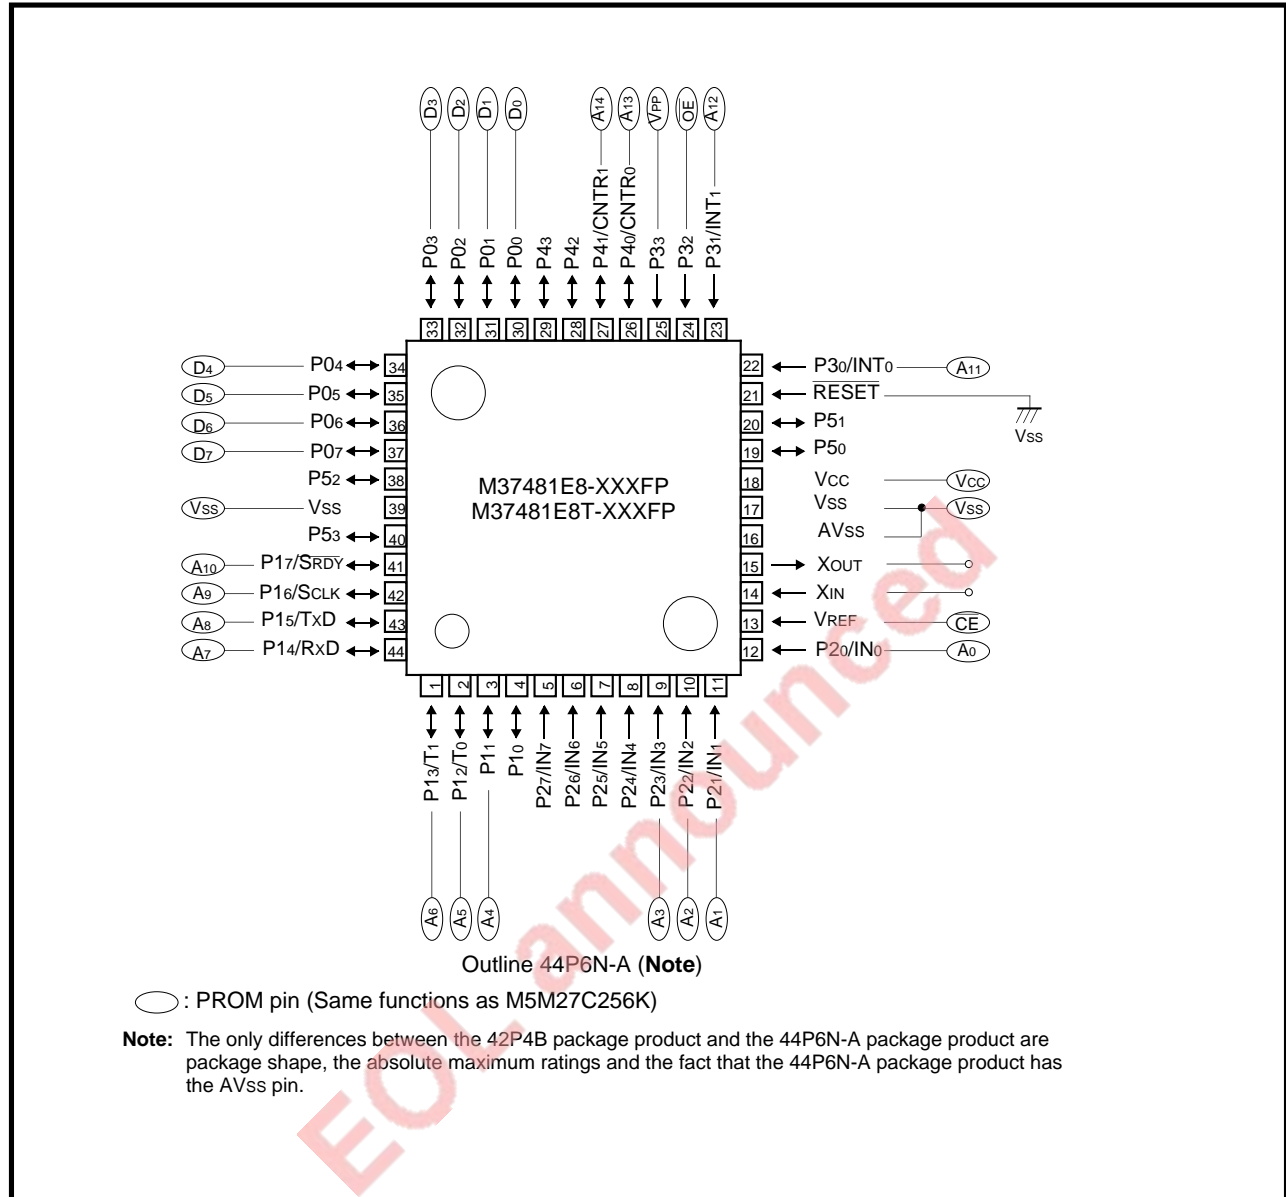 D3 D2 D1 D0 A14 A13 VPP OE A12
P03 P02 P01 P00 P43 P42 P41/CNTR1 P40/CNTR0 P33 P32 P31/INT1
33 32 31 30 29 28 27 26 25 24 23
D4 P04 34 22 P30/INT0 A11
D5 P05 35 21 RESET
D6 P06 36 20 P51 VSS
D7 P07 37 19 P50
P52 38 18 VCC VCC
M37481E8-XXXFP
VSS VSS 39 17 VSS VSS
M37481E8T-XXXFP
P53 40 16 AVSS
A10 P17/SRDY 41 15 XOUT
A9 P16/SCLK 42 14 XIN
A8 P15/TXD 43 13 VREF CE
A7 P14/RXD 44 12 P20/IN0 A0
1 2 3 4 5 6 7 8 9 10 11
P13/T1 P12/T0 P11 P10 P27/IN7 P26/IN6 P25/IN5 P24/IN4 P23/IN3 P22/IN2 P21/IN1
A6 A5 A4 A3 A2 A1
Outline 44P6N-A (Note)
: PROM pin (Same functions as M5M27C256K)
Note: The only differences between the 42P4B package product and the 44P6N-A package product are
package shape, the absolute maximum ratings and the fact that the 44P6N-A package product has
the AVSS pin.
EOL announced